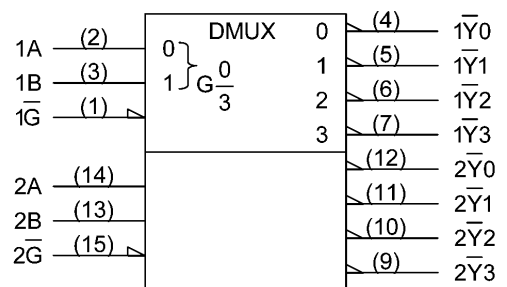 DMUX
1A (2) 0 0 (4) 1Y̅0
1B (3) 1 G 0/3 1 (5) 1Y̅1
1G̅ (1) 2 (6) 1Y̅2
3 (7) 1Y̅3
2A (14) (12) 2Y̅0
2B (13) (11) 2Y̅1
2G̅ (15) (10) 2Y̅2
(9) 2Y̅3